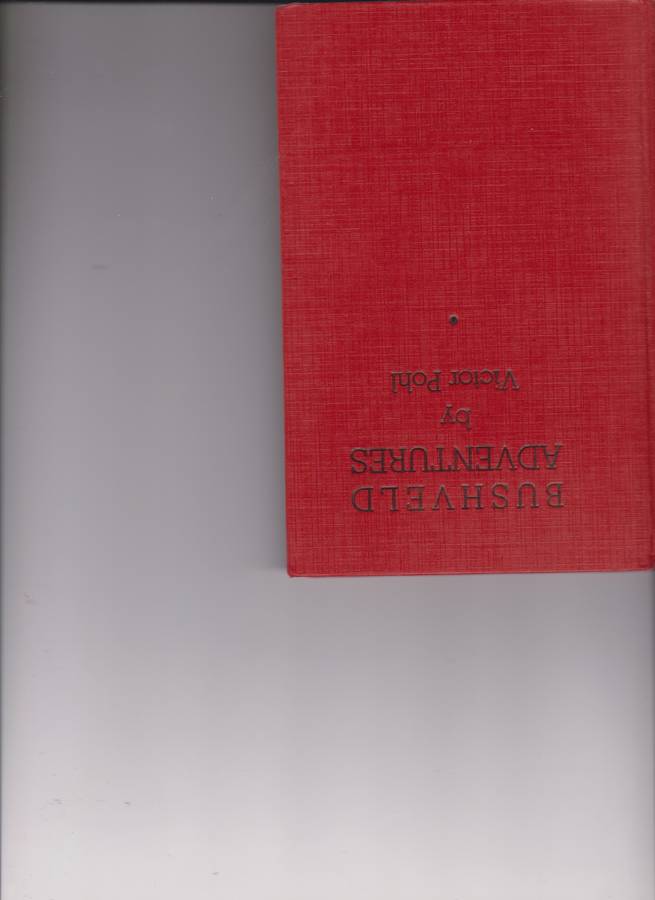 BUSHVELD
ADVENTURES
by
Victor Pohl